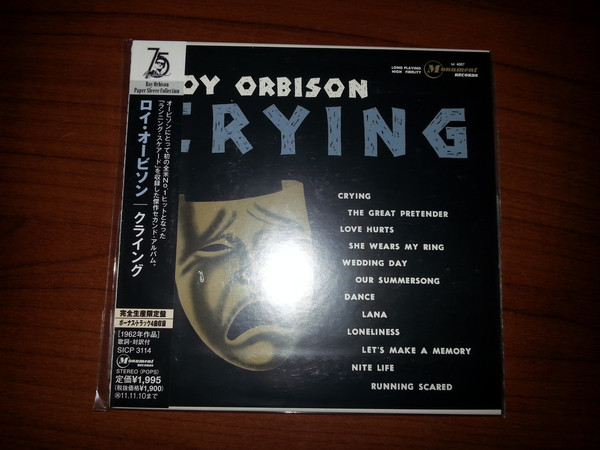 75
Roy Orbison
Paper Sleeve Collection
オービソンにとって初の全米No.1ヒットとなった
「ランニング・スケアード」を収録した傑作セカンド・アルバム。
ロイ・オービソン｜クライング
完全生産限定盤
ボーナストラック4曲収録
[1962年作品]
歌詞・対訳付
SICP 3114
Monument
RECORDS
STEREO (POPS)
定価¥1,995
(税抜価格¥1,900)
11.11.10まで
LONG PLAYING
HIGH FIDELITY
M 4007
Monument
RECORDS
OY ORBISON
CRYING
CRYING
THE GREAT PRETENDER
LOVE HURTS
SHE WEARS MY RING
WEDDING DAY
OUR SUMMERSONG
DANCE
LANA
LONELINESS
LET'S MAKE A MEMORY
NITE LIFE
RUNNING SCARED